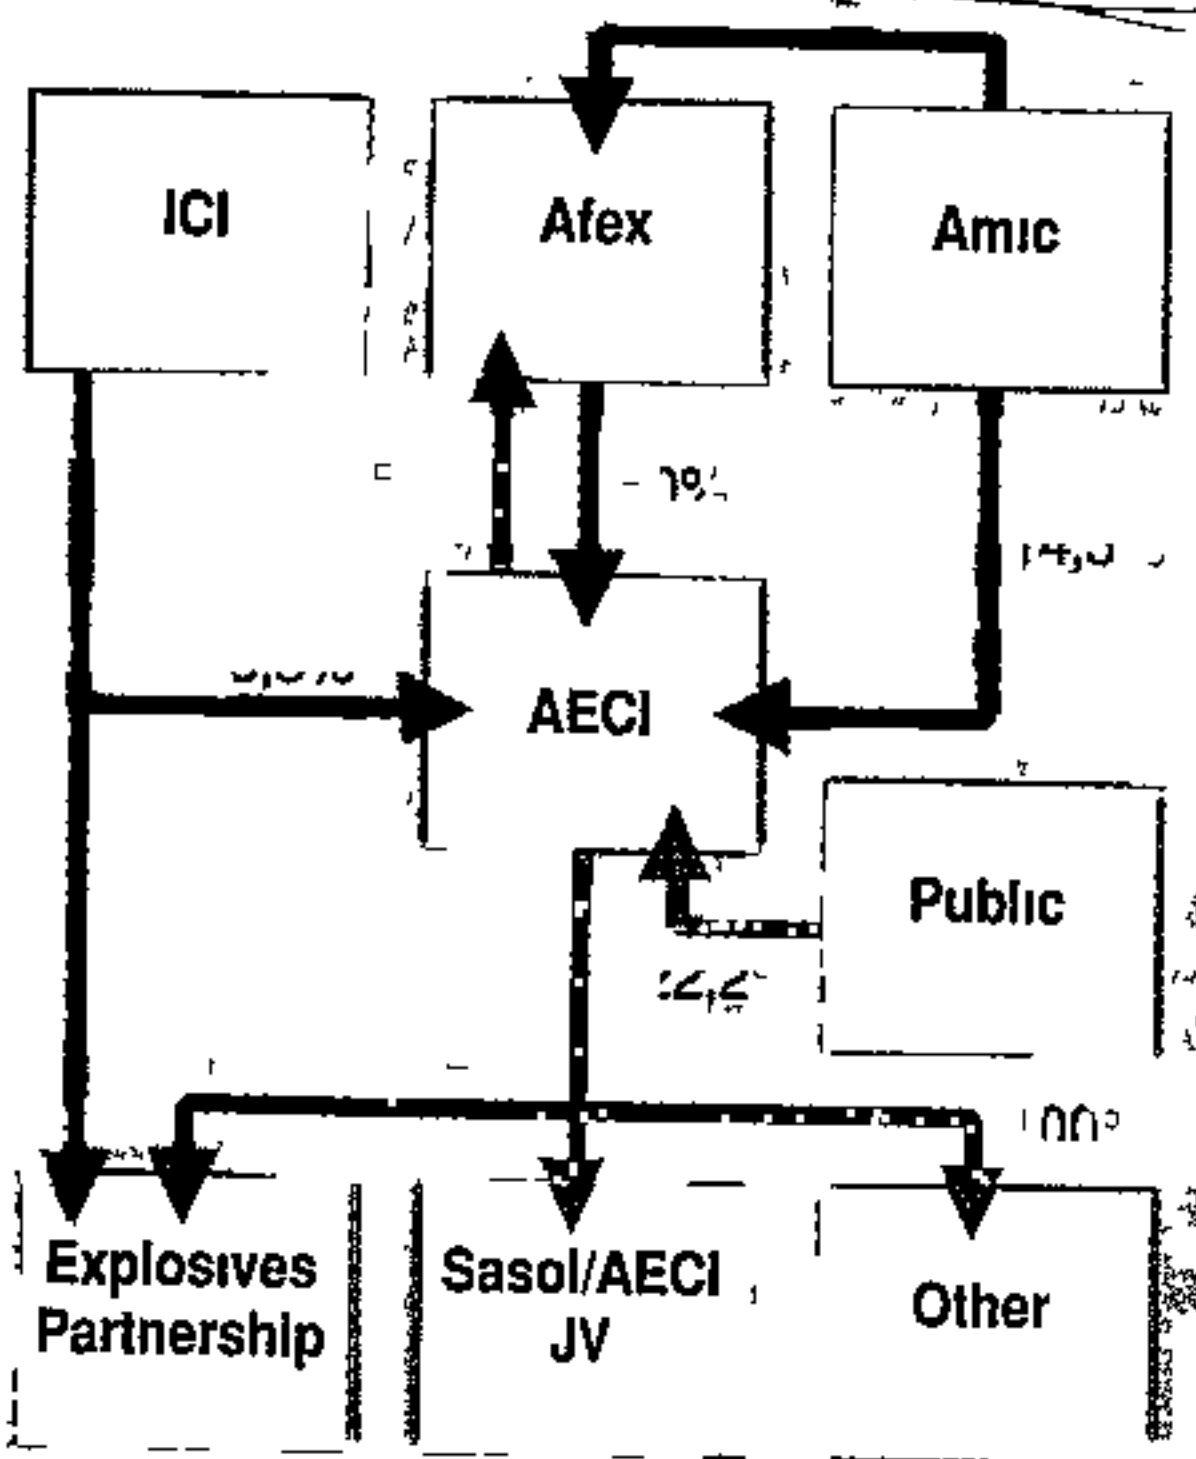 ICI
Afex
Amic
AECI
Public
Explosives
Partnership
Sasol/AECI
JV
Other